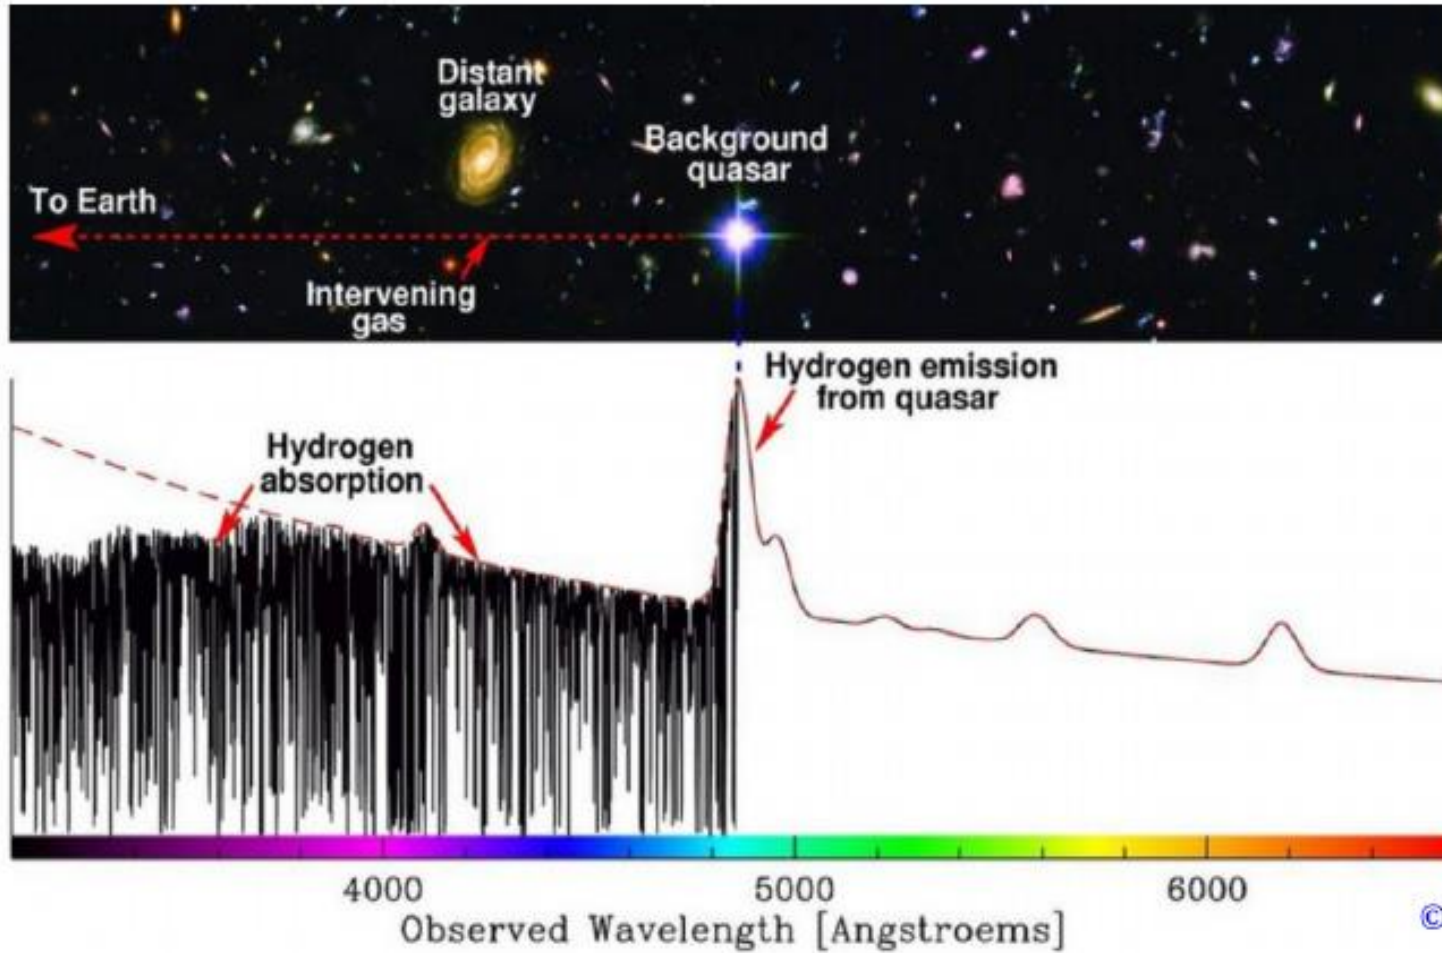 Distant
galaxy
Background
quasar
To Earth
Intervening
gas
Hydrogen emission
from quasar
Hydrogen
absorption
4000 5000 6000
Observed Wavelength [Angstroems]
©